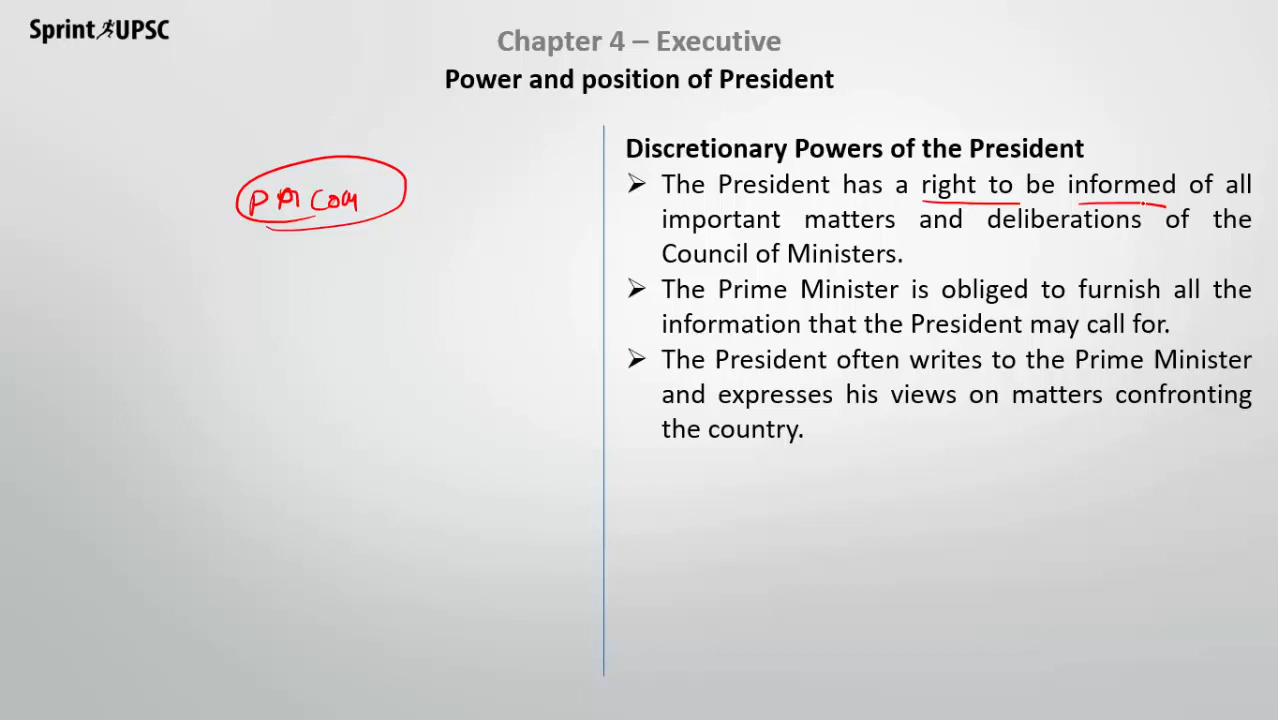 Sprint UPSC
Chapter 4 – Executive
Power and position of President
P M COM
Discretionary Powers of the President
➢ The President has a right to be informed of all
important matters and deliberations of the
Council of Ministers.
➢ The Prime Minister is obliged to furnish all the
information that the President may call for.
➢ The President often writes to the Prime Minister
and expresses his views on matters confronting
the country.